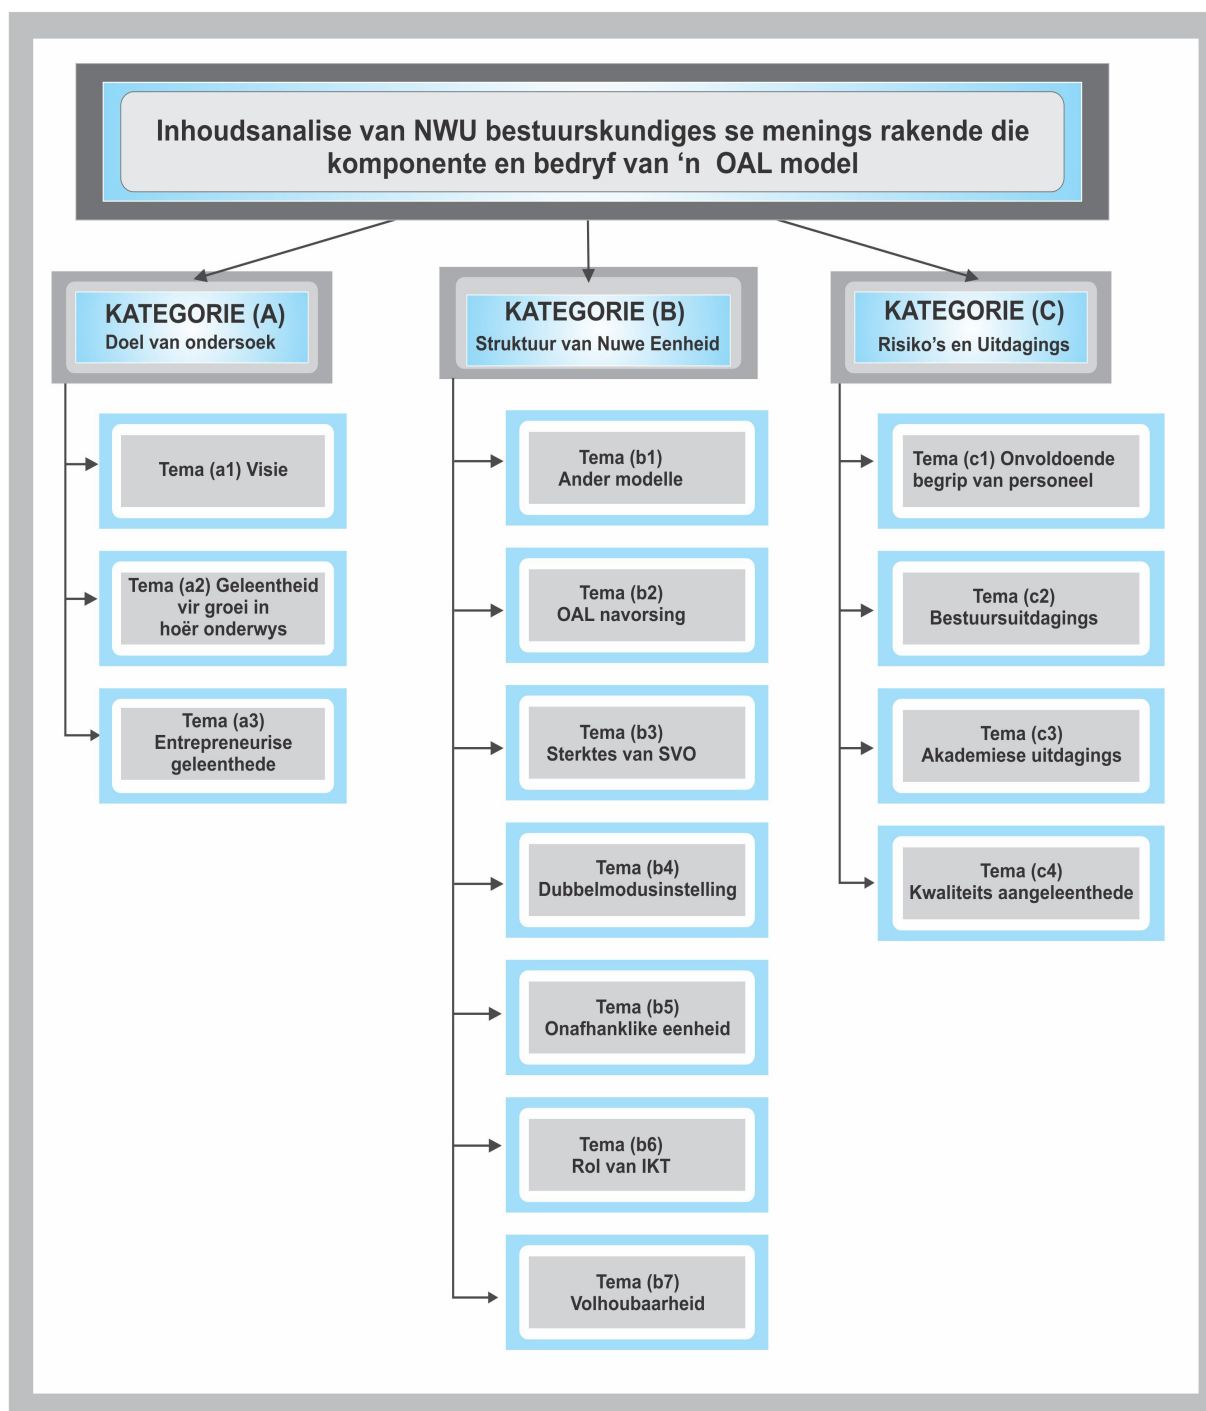 Inhoudsanalise van NWU bestuurskundiges se menings rakende die
komponente en bedryf van ‘n OAL model
KATEGORIE (A)
Doel van ondersoek
Tema (a1) Visie
Tema (a2) Geleentheid
vir groei in
hoër onderwys
Tema (a3)
Entrepreneurise
geleenthede
KATEGORIE (B)
Struktuur van Nuwe Eenheid
Tema (b1)
Ander modelle
Tema (b2)
OAL navorsing
Tema (b3)
Sterktes van SVO
Tema (b4)
Dubbelmodusinstelling
Tema (b5)
Onafhanklike eenheid
Tema (b6)
Rol van IKT
Tema (b7)
Volhoubaarheid
KATEGORIE (C)
Risiko’s en Uitdagings
Tema (c1) Onvoldoende
begrip van personeel
Tema (c2)
Bestuursuitdagings
Tema (c3)
Akademiese uitdagings
Tema (c4)
Kwaliteits aangeleenthede